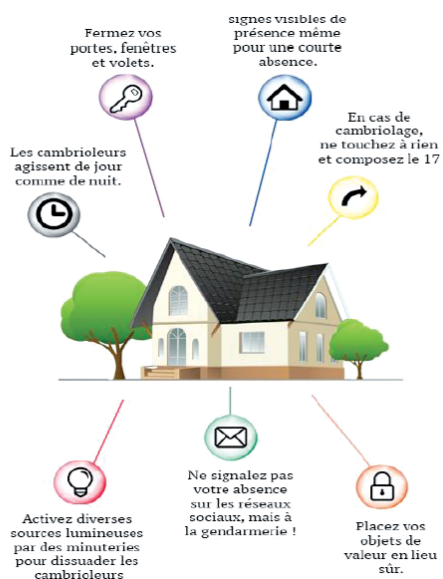 Fermez vos
portes, fenêtres
et volets.
signes visibles de
présence même
pour une courte
absence.
En cas de
cambriolage,
ne touchez à rien
et composez le 17
Les cambrioleurs
agissent de jour
comme de nuit.
Activez diverses
sources lumineuses
par des minuteries
pour dissuader les
cambrioleurs
Ne signalez pas
votre absence
sur les réseaux
sociaux, mais à
la gendarmerie !
Placez vos
objets de
valeur en lieu
sûr.